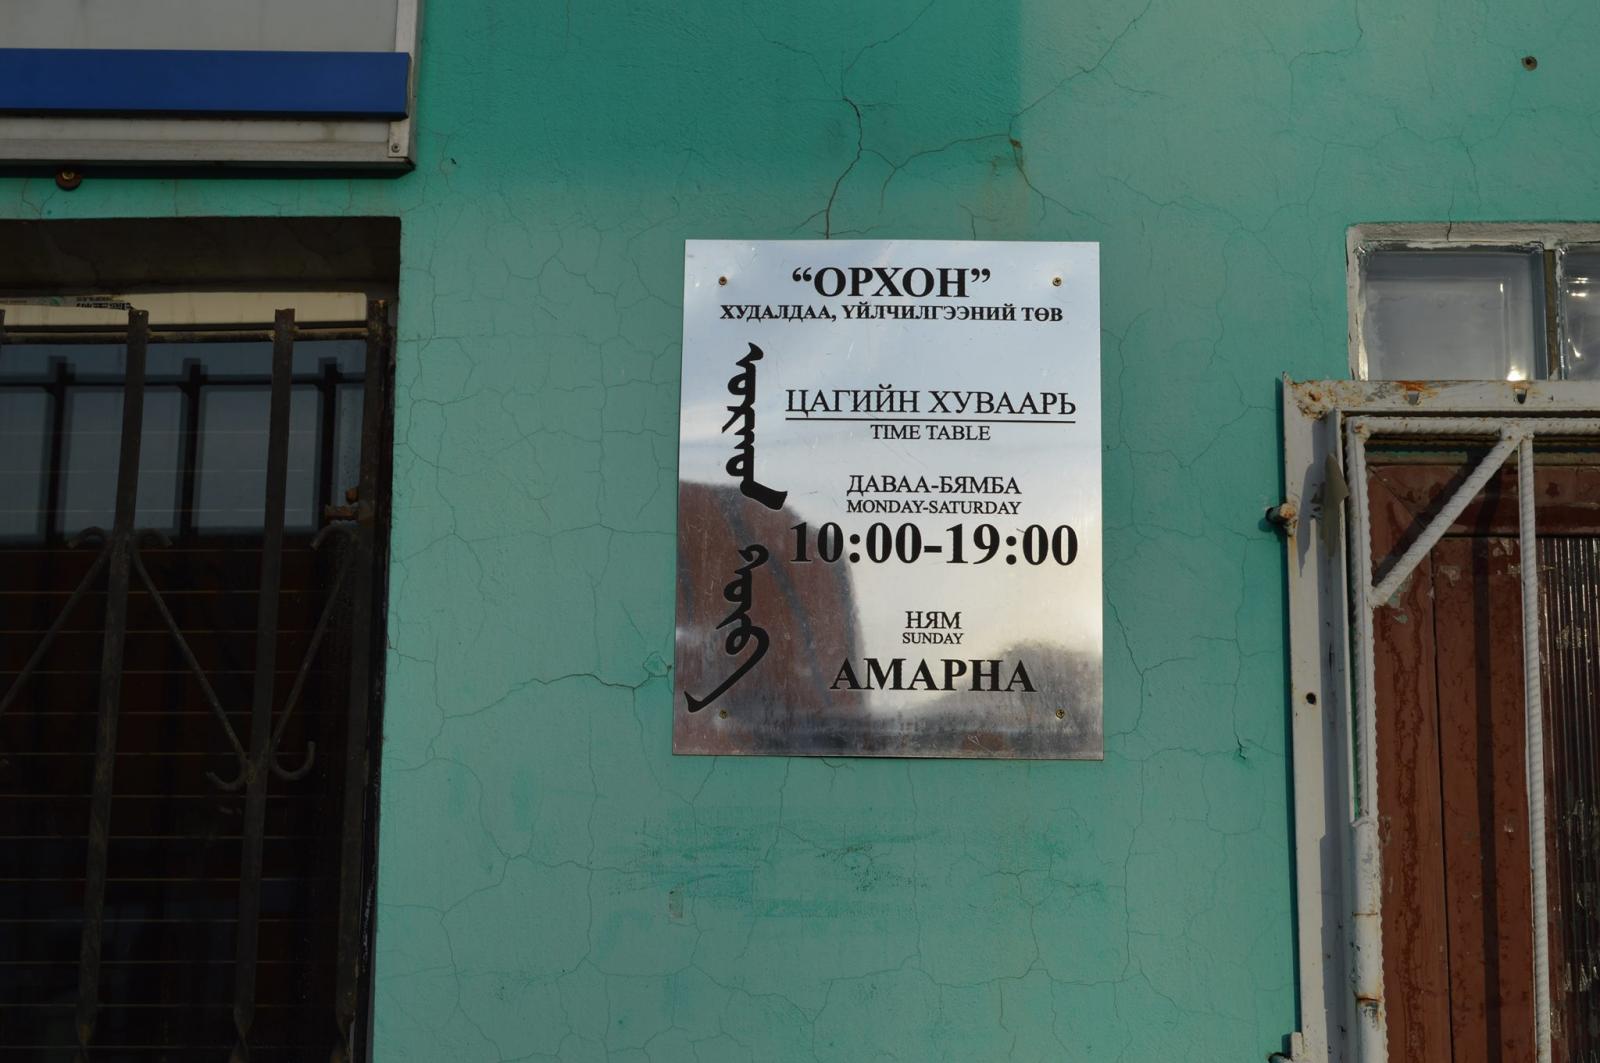 “ОРХОН”
ХУДАЛДАА, ҮЙЛЧИЛГЭЭНИЙ ТӨВ
ЦАГИЙН ХУВААРЬ
TIME TABLE
ДАВАА-БЯМБА
MONDAY-SATURDAY
10:00-19:00
НЯМ
SUNDAY
АМАРНА